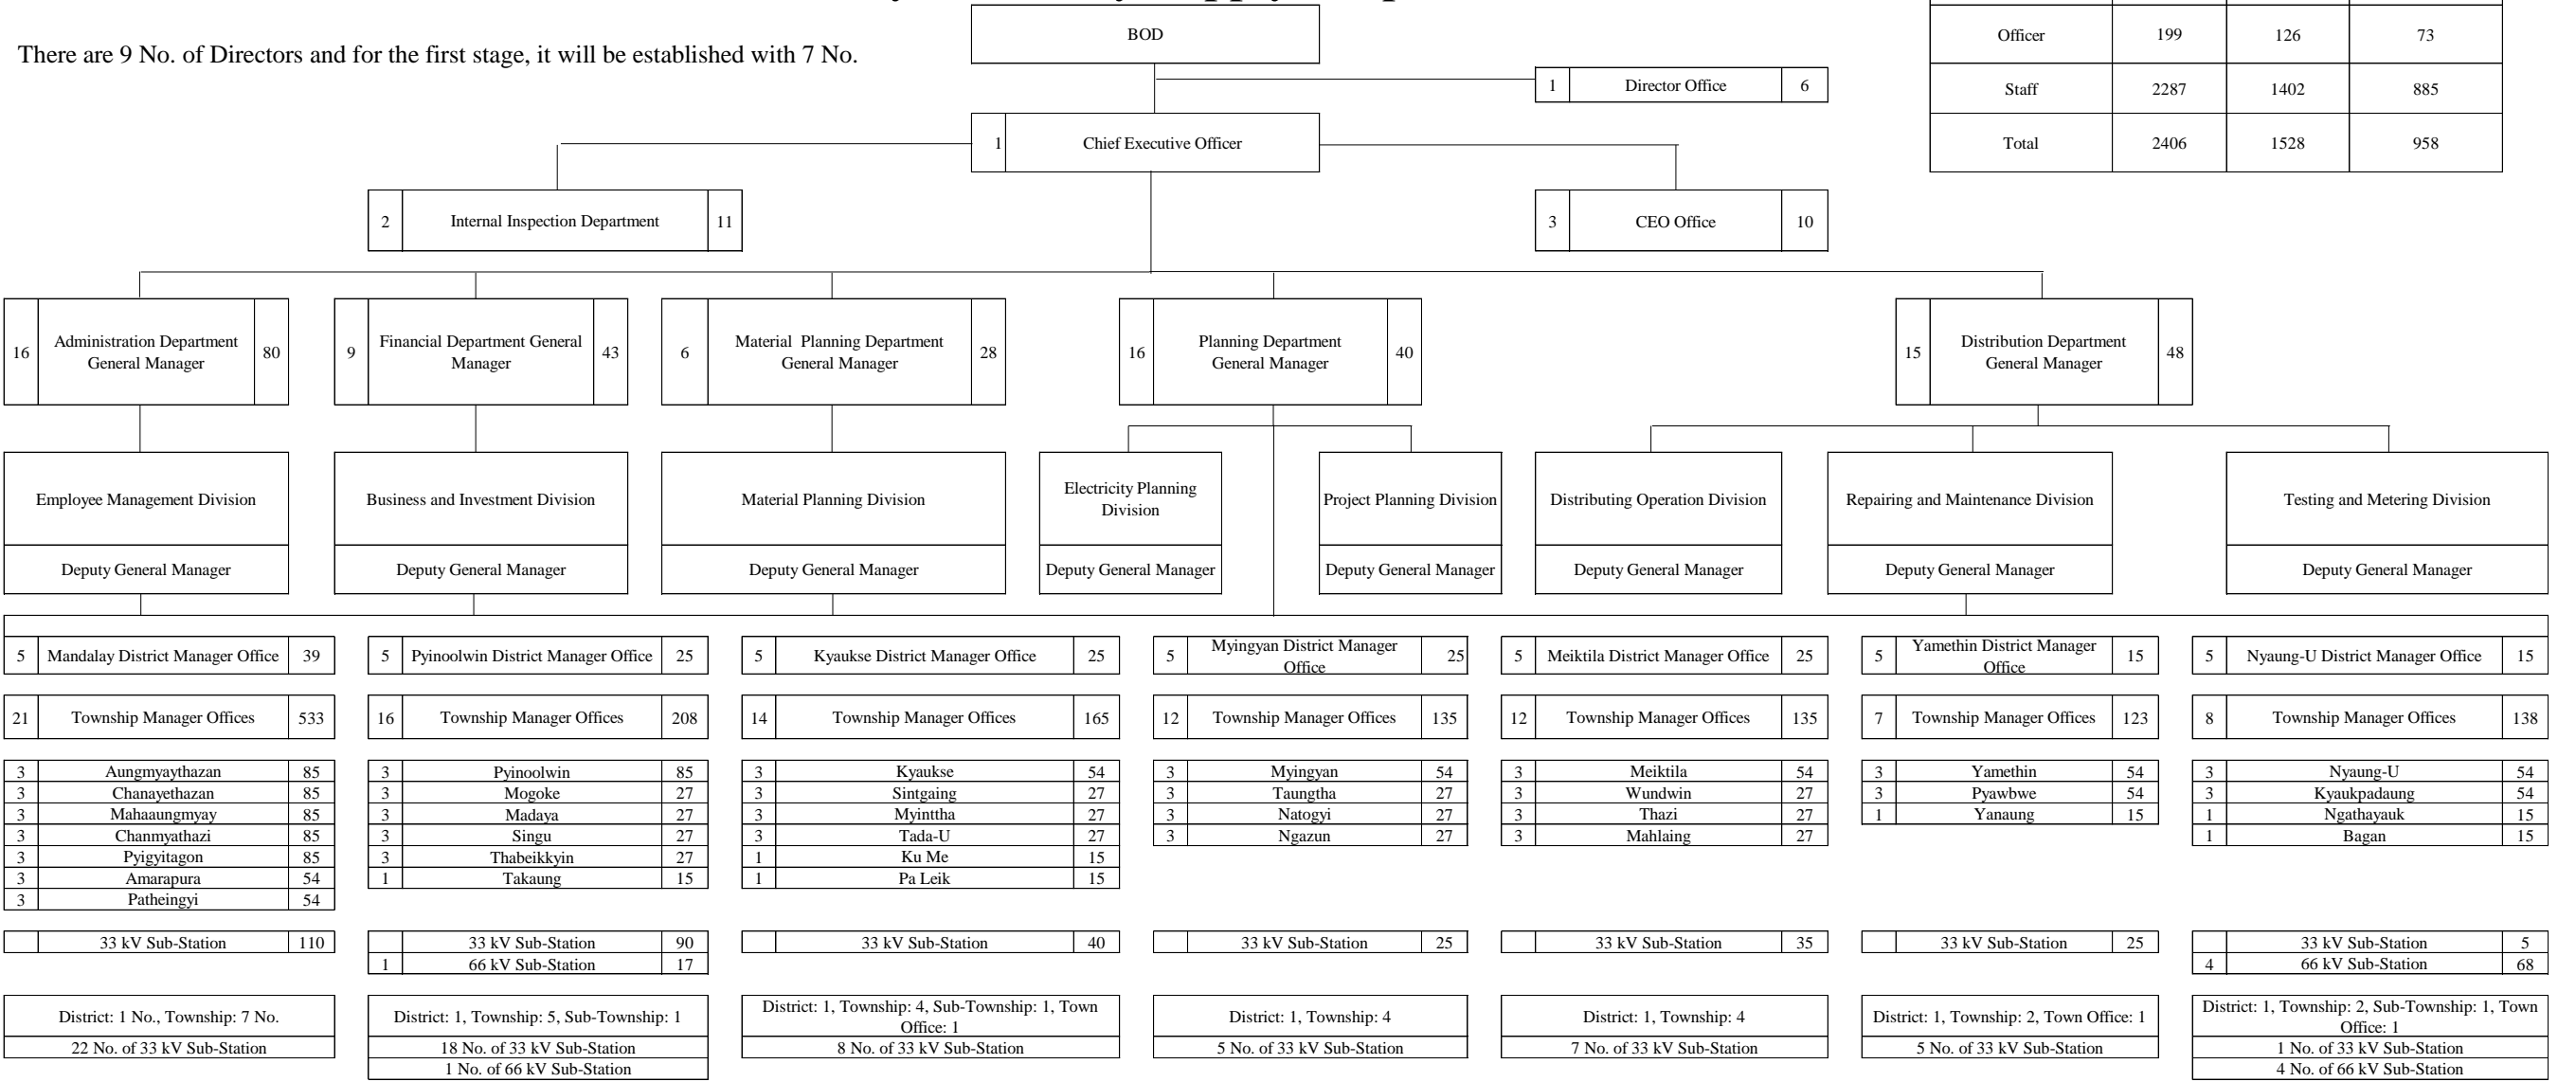 BOD
There are 9 No. of Directors and for the first stage, it will be established with 7 No.
Officer 199 126 73
1 Director Office 6
Staff 2287 1402 885
1 Chief Executive Officer
Total 2406 1528 958
2 Internal Inspection Department 11
3 CEO Office 10
16 Administration Department General Manager 80
9 Financial Department General Manager 43
6 Material Planning Department General Manager 28
16 Planning Department General Manager 40
15 Distribution Department General Manager 48
Employee Management Division
Business and Investment Division
Material Planning Division
Electricity Planning Division
Project Planning Division
Distributing Operation Division
Repairing and Maintenance Division
Testing and Metering Division
Deputy General Manager
Deputy General Manager
Deputy General Manager
Deputy General Manager
Deputy General Manager
Deputy General Manager
Deputy General Manager
Deputy General Manager
5 Mandalay District Manager Office 39
21 Township Manager Offices 533
3 Aungmyaythazan 85
3 Chanayethazan 85
3 Mahaaungmyay 85
3 Chanmyathazi 85
3 Pyigyitagon 85
3 Amarapura 54
3 Patheingyi 54
33 kV Sub-Station 110
District: 1 No., Township: 7 No.
22 No. of 33 kV Sub-Station
5 Pyinoolwin District Manager Office 25
16 Township Manager Offices 208
3 Pyinoolwin 85
3 Mogoke 27
3 Madaya 27
3 Singu 27
3 Thabeikkyin 27
1 Takaung 15
33 kV Sub-Station 90
1 66 kV Sub-Station 17
District: 1, Township: 5, Sub-Township: 1
18 No. of 33 kV Sub-Station
1 No. of 66 kV Sub-Station
5 Kyaukse District Manager Office 25
14 Township Manager Offices 165
3 Kyaukse 54
3 Sintgaing 27
3 Myinttha 27
3 Tada-U 27
1 Ku Me 15
1 Pa Leik 15
33 kV Sub-Station 40
District: 1, Township: 4, Sub-Township: 1, Town
Office: 1
8 No. of 33 kV Sub-Station
5 Myingyan District Manager Office 25
12 Township Manager Offices 135
3 Myingyan 54
3 Taungtha 27
3 Natogyi 27
3 Ngazun 27
33 kV Sub-Station 25
District: 1, Township: 4
5 No. of 33 kV Sub-Station
5 Meiktila District Manager Office 25
12 Township Manager Offices 135
3 Meiktila 54
3 Wundwin 27
3 Thazi 27
3 Mahlaing 27
33 kV Sub-Station 35
District: 1, Township: 4
7 No. of 33 kV Sub-Station
5 Yamethin District Manager Office 15
7 Township Manager Offices 123
3 Yamethin 54
3 Pyawbwe 54
1 Yanaung 15
33 kV Sub-Station 25
District: 1, Township: 2, Town Office: 1
5 No. of 33 kV Sub-Station
5 Nyaung-U District Manager Office 15
8 Township Manager Offices 138
3 Nyaung-U 54
3 Kyaukpadaung 54
1 Ngathayauk 15
1 Bagan 15
33 kV Sub-Station 5
4 66 kV Sub-Station 68
District: 1, Township: 2, Sub-Township: 1, Town
Office: 1
1 No. of 33 kV Sub-Station
4 No. of 66 kV Sub-Station